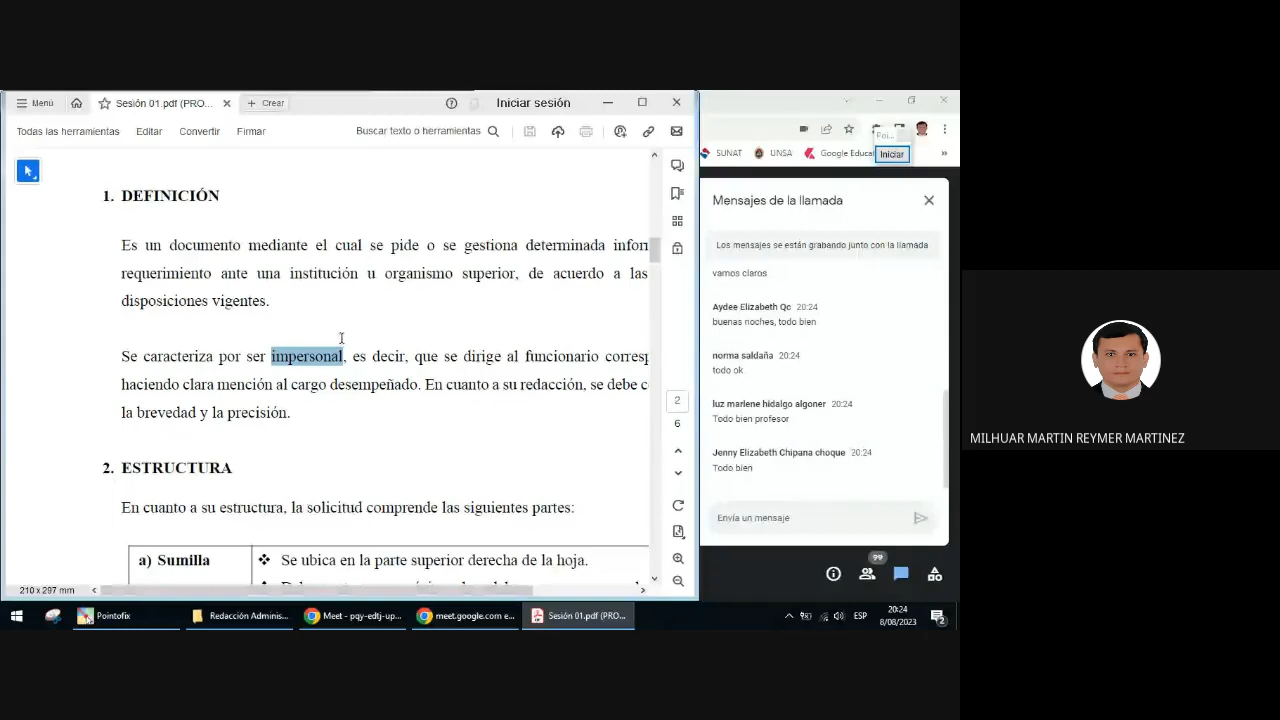 Menú
Sesión 01.pdf (PRO...
Crear
Iniciar sesión
Todas las herramientas
Editar
Convertir
Firmar
Buscar texto o herramientas
1. DEFINICIÓN
Es un documento mediante el cual se pide o se gestiona determinada infor
requerimiento ante una institución u organismo superior, de acuerdo a las
disposiciones vigentes.
Se caracteriza por ser impersonal, es decir, que se dirige al funcionario corresp
haciendo clara mención al cargo desempeñado. En cuanto a su redacción, se debe c
la brevedad y la precisión.
2. ESTRUCTURA
En cuanto a su estructura, la solicitud comprende las siguientes partes:
a) Sumilla
❖ Se ubica en la parte superior derecha de la hoja.
2
6
210 x 297 mm
Poi...
SUNAT
UNSA
Google Educa
Iniciar
»
Mensajes de la llamada
Los mensajes se están grabando junto con la llamada
vamos claros
Aydee Elizabeth Qc 20:24
buenas noches, todo bien
norma saldaña 20:24
todo ok
luz marlene hidalgo algoner 20:24
Todo bien profesor
Jenny Elizabeth Chipana choque 20:24
Todo bien
Envía un mensaje
99
MILHUAR MARTIN REYMER MARTINEZ
Pointofix
Redacción Adminis...
Meet - pqy-edtj-up...
meet.google.com e...
Sesión 01.pdf (PRO...
ESP
20:24
8/08/2023
2